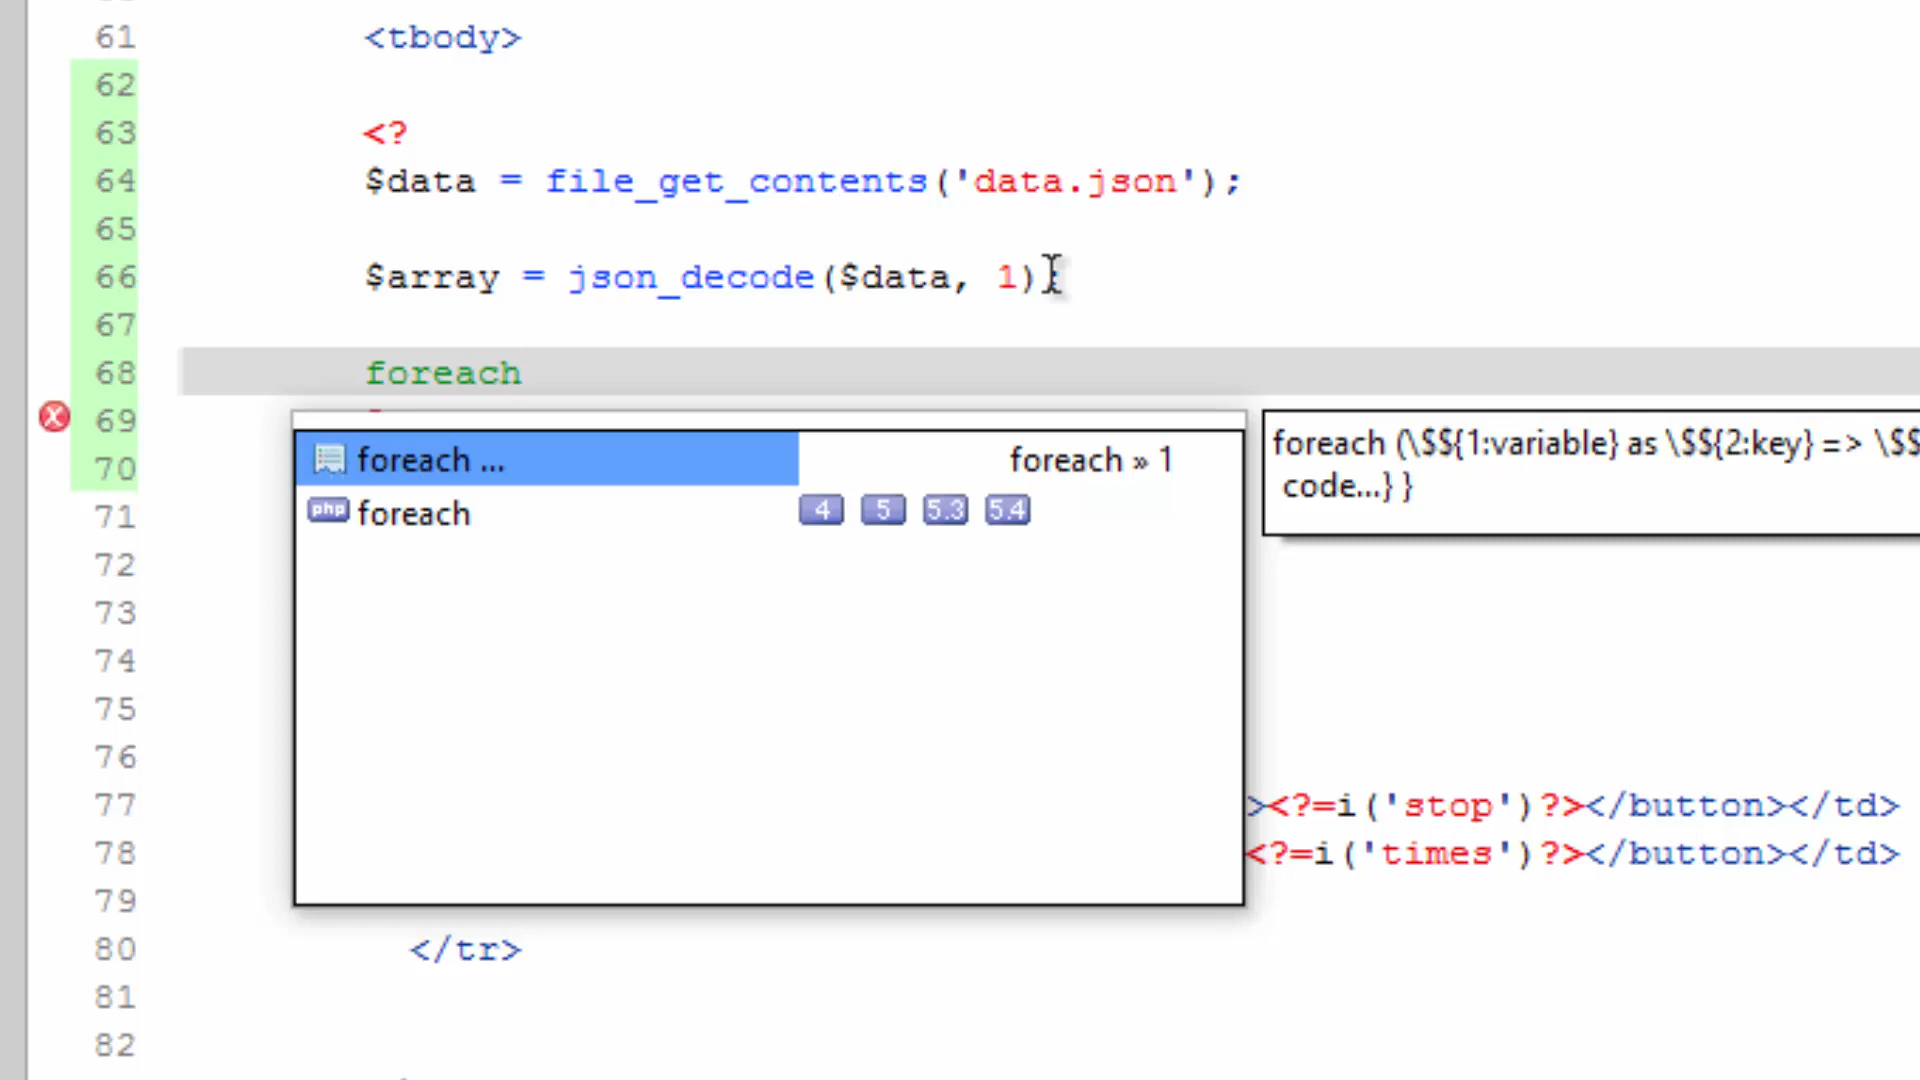 61 <tbody>
62
63 <?
64 $data = file_get_contents('data.json');
65
66 $array = json_decode($data, 1);
67
68 foreach
69
70
foreach ... foreach » 1
php foreach 4 5 5.3 5.4
foreach (\$${1:variable} as \$${2:key} => \$$
code...} }
71
72
73
74
75
76
77 ><?=i('stop')?></button></td>
78 <?=i('times')?></button></td>
79
80 </tr>
81
82